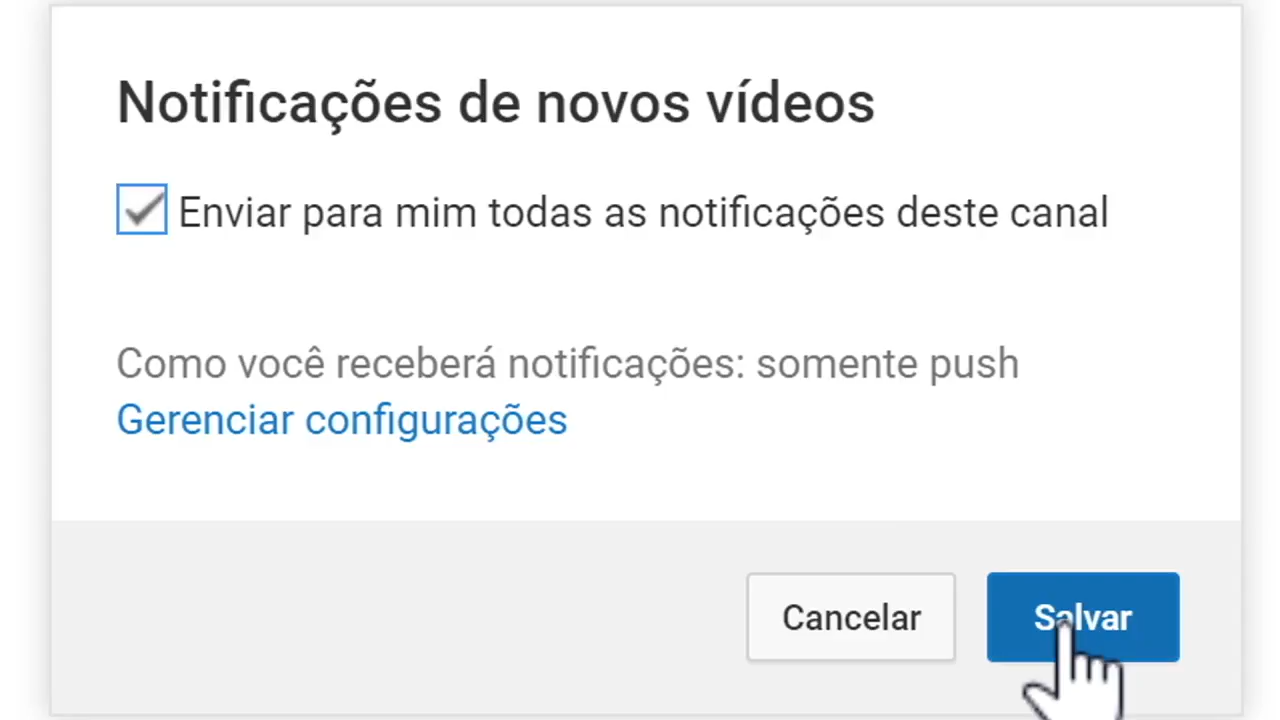 Notificações de novos vídeos
Enviar para mim todas as notificações deste canal
Como você receberá notificações: somente push
Gerenciar configurações
Cancelar
Salvar